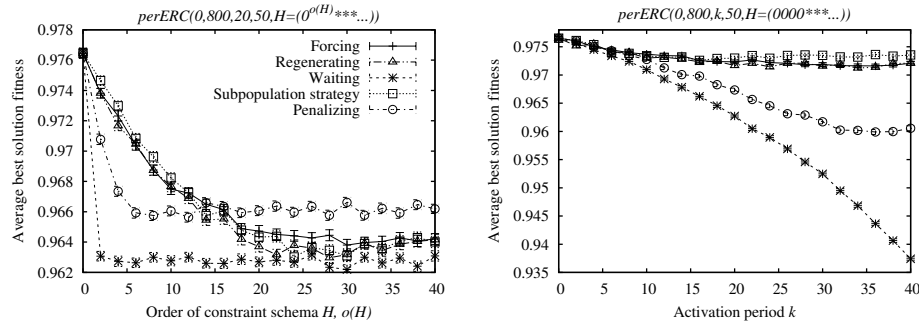 perERC(0,800,20,50,H=(0^{o(H)}***...))
Average best solution fitness
0.978
0.976
0.974
0.972
0.97
0.968
0.966
0.964
0.962
Forcing
Regenerating
Waiting
Subpopulation strategy
Penalizing
0 5 10 15 20 25 30 35 40
Order of constraint schema H, o(H)
perERC(0,800,k,50,H=(0000***...))
Average best solution fitness
0.975
0.97
0.965
0.96
0.955
0.95
0.945
0.94
0.935
0 5 10 15 20 25 30 35 40
Activation period k